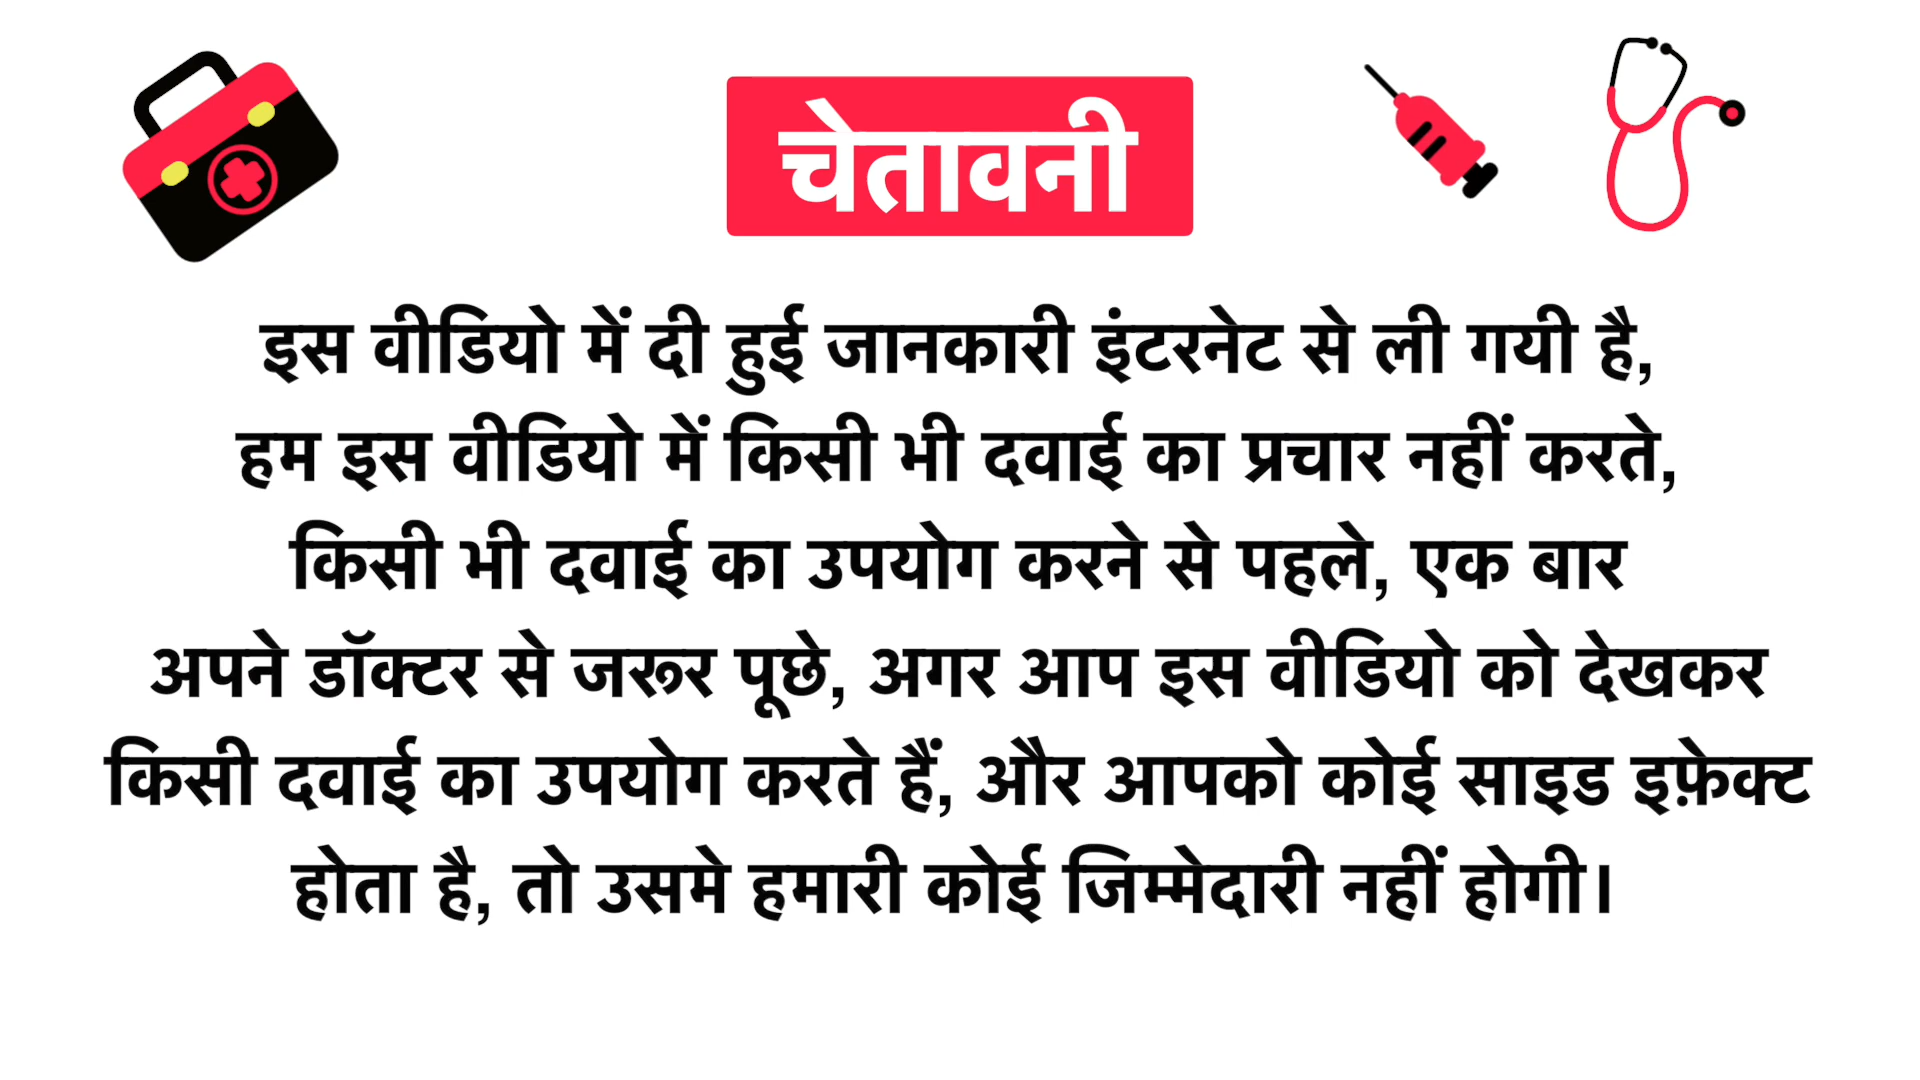 चेतावनी
इस वीडियो में दी हुई जानकारी इंटरनेट से ली गयी है,
हम इस वीडियो में किसी भी दवाई का प्रचार नहीं करते,
किसी भी दवाई का उपयोग करने से पहले, एक बार
अपने डॉक्टर से जरूर पूछे, अगर आप इस वीडियो को देखकर
किसी दवाई का उपयोग करते हैं, और आपको कोई साइड इफ़ेक्ट
होता है, तो उसमे हमारी कोई जिम्मेदारी नहीं होगी।